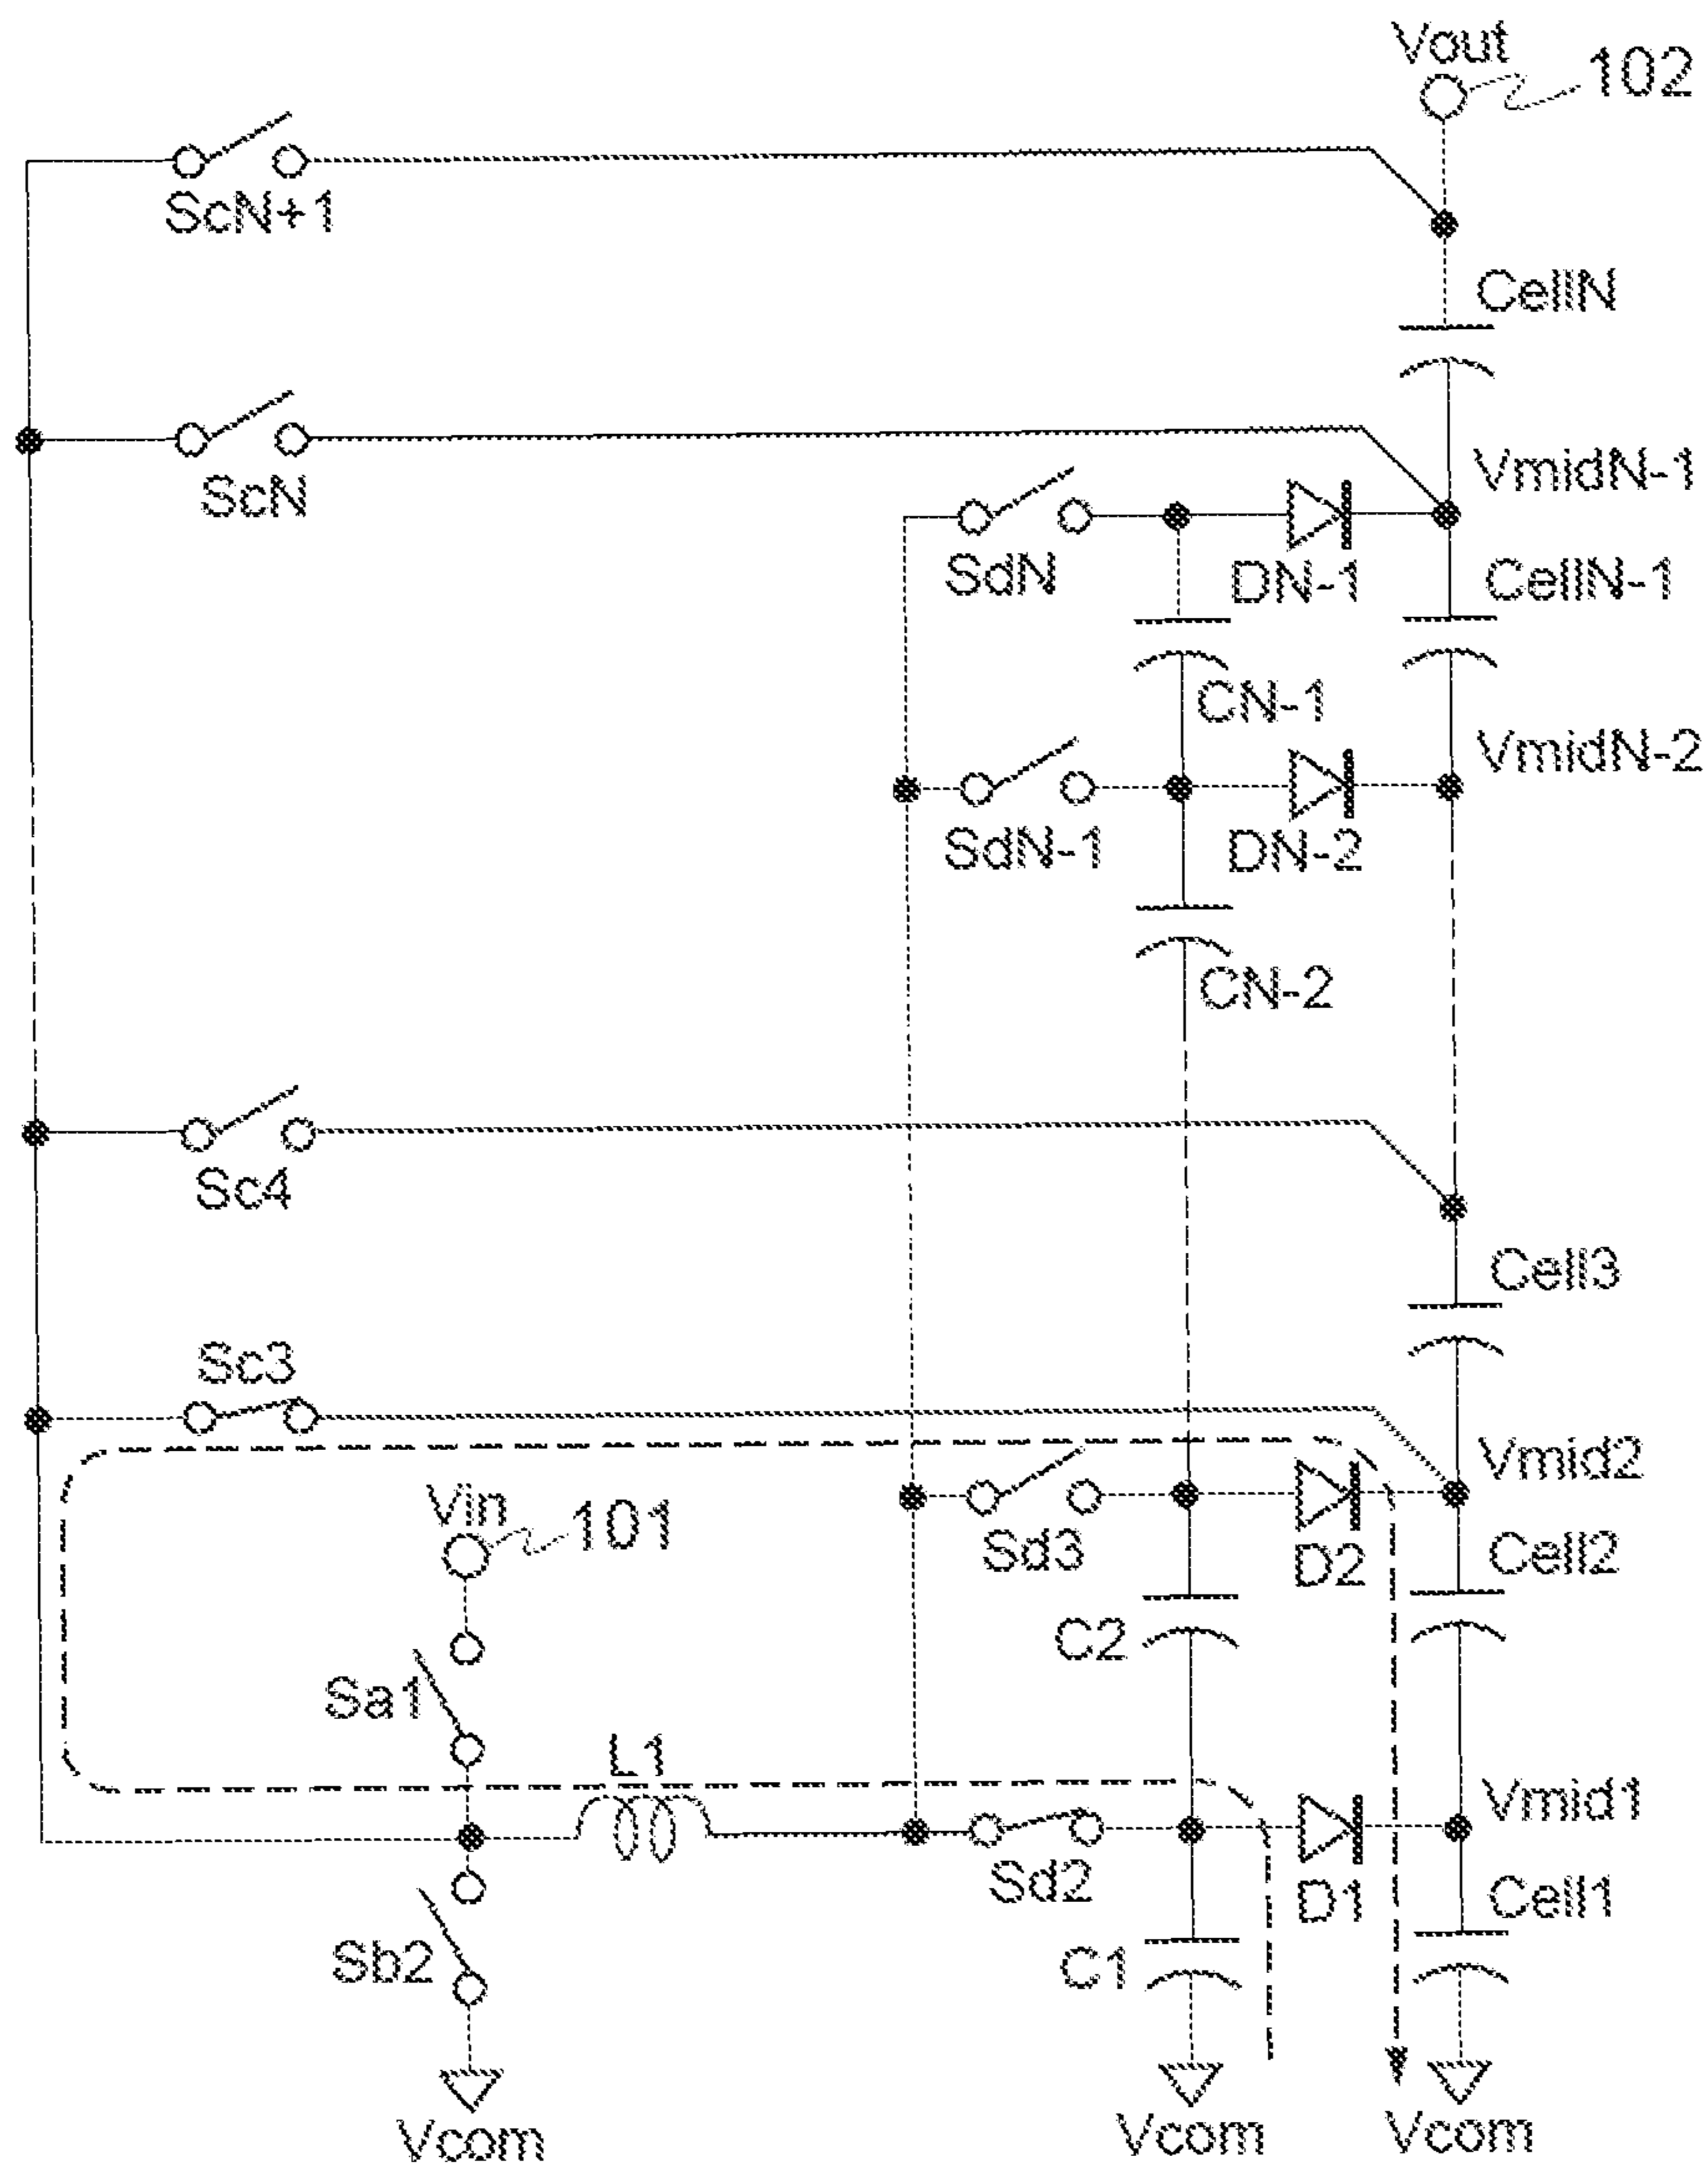 Vout
102
ScN+1
CellN
ScN
VmidN-1
SdN
DN-1
CellN-1
CN-1
SdN-1
DN-2
VmidN-2
CN-2
Sc4
Cell3
Sc3
Vin
101
Sd3
D2
Vmid2
Cell2
C2
Sa1
L1
Vmid1
Sd2
D1
Cell1
Sb2
C1
Vcom
Vcom
Vcom